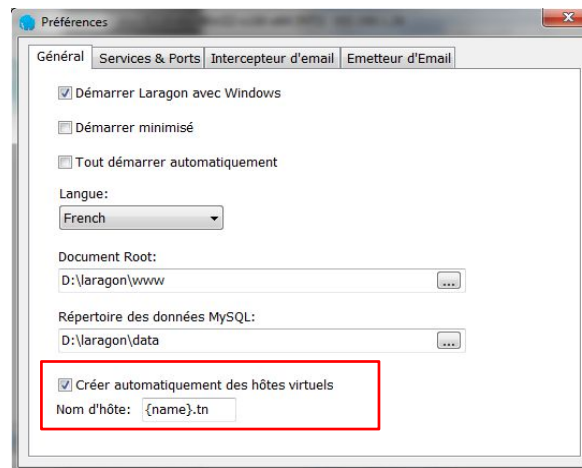 Préférences
Général Services & Ports Intercepteur d'email Emetteur d'Email
Démarrer Laragon avec Windows
Démarrer minimisé
Tout démarrer automatiquement
Langue:
French
Document Root:
D:\laragon\www
...
Répertoire des données MySQL:
D:\laragon\data
...
Créer automatiquement des hôtes virtuels
Nom d'hôte: {name}.tn